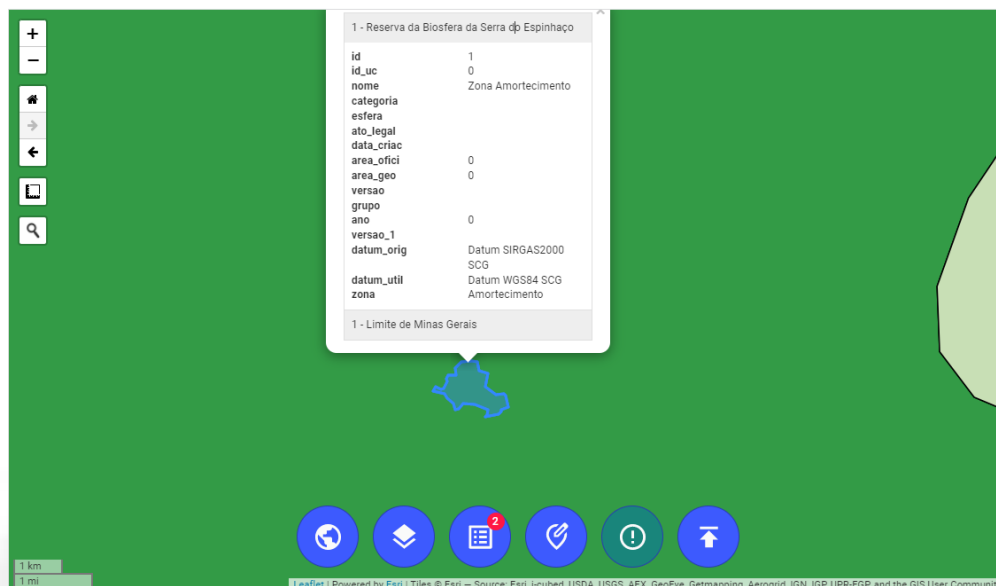 +
−
1 - Reserva da Biosfera da Serra do Espinhaço
id 1
id_uc 0
nome Zona Amortecimento
categoria
esfera
ato_legal
data_criac
area_ofici 0
area_geo 0
versao
grupo
ano 0
versao_1
datum_orig Datum SIRGAS2000
SCG
datum_util Datum WGS84 SCG
zona Amortecimento
1 - Limite de Minas Gerais
2
1 km
1 mi
Leaflet | Powered by Esri | Tiles © Esri — Source: Esri, i-cubed, USDA, USGS, AEX, GeoEye, Getmapping, Aerogrid, IGN, IGP, UPR-EGP, and the GIS User